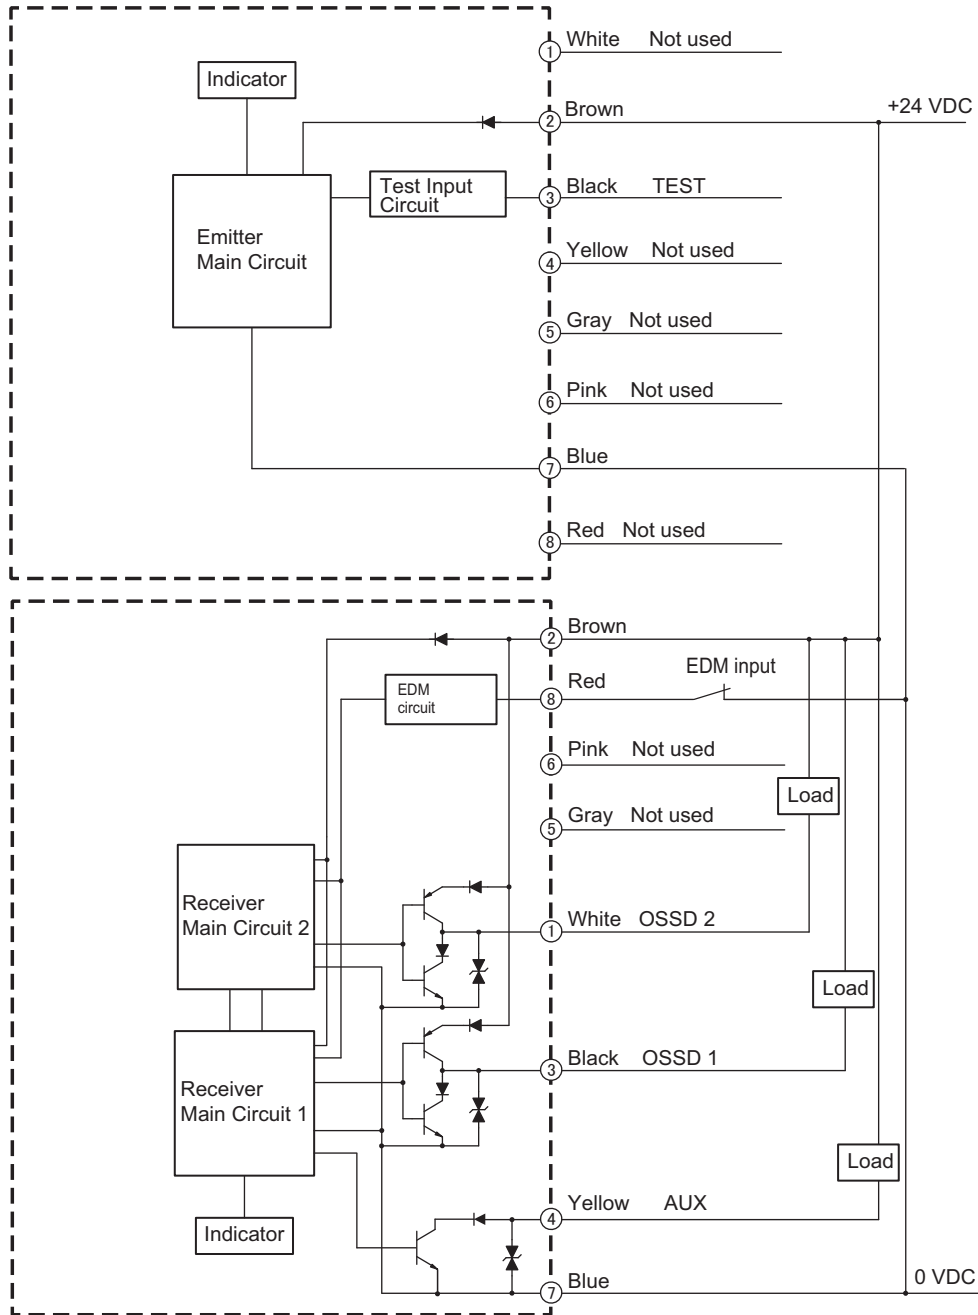 ① White Not used
Indicator
② Brown +24 VDC
Test Input
Circuit
③ Black TEST
Emitter
Main Circuit
④ Yellow Not used
⑤ Gray Not used
⑥ Pink Not used
⑦ Blue
⑧ Red Not used
② Brown
EDM
circuit
⑧ Red EDM input
⑥ Pink Not used
Load
⑤ Gray Not used
Receiver
Main Circuit 2
① White OSSD 2
Load
③ Black OSSD 1
Receiver
Main Circuit 1
Load
④ Yellow AUX
Indicator
⑦ Blue 0 VDC